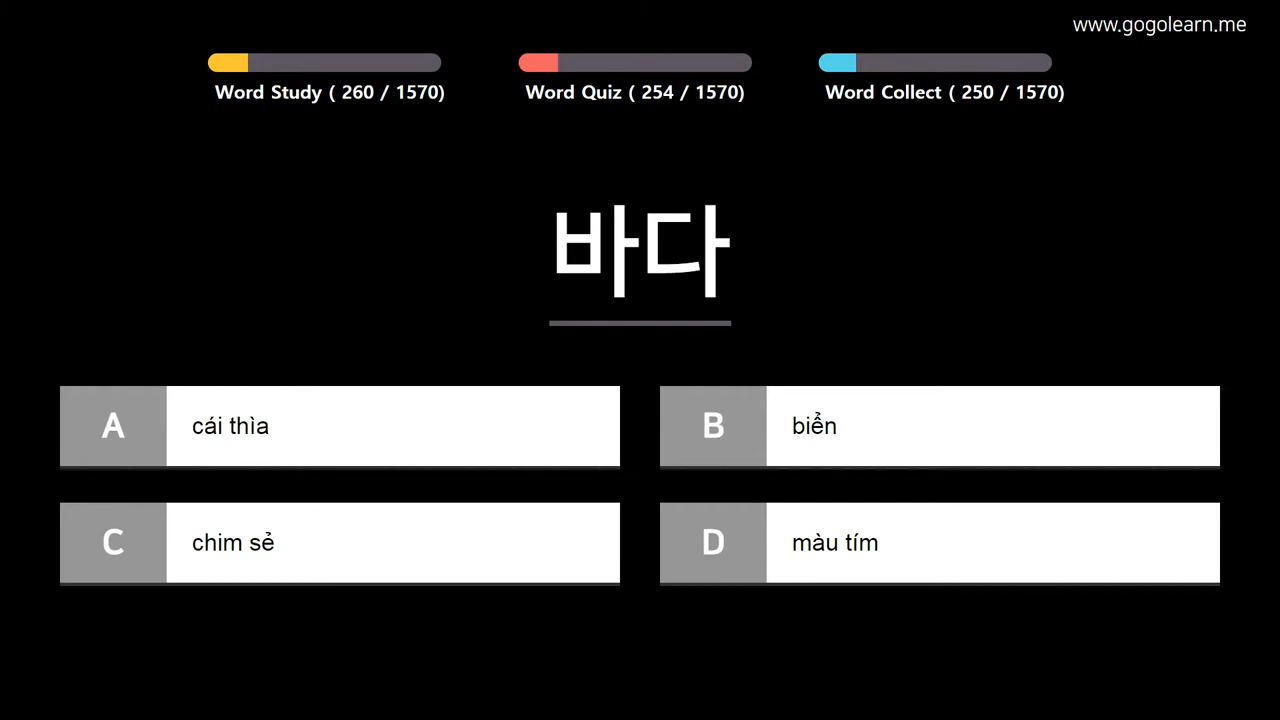 www.gogolearn.me
Word Study ( 260 / 1570)
Word Quiz ( 254 / 1570)
Word Collect ( 250 / 1570)
바다
A
cái thìa
B
biển
C
chim sẻ
D
màu tím